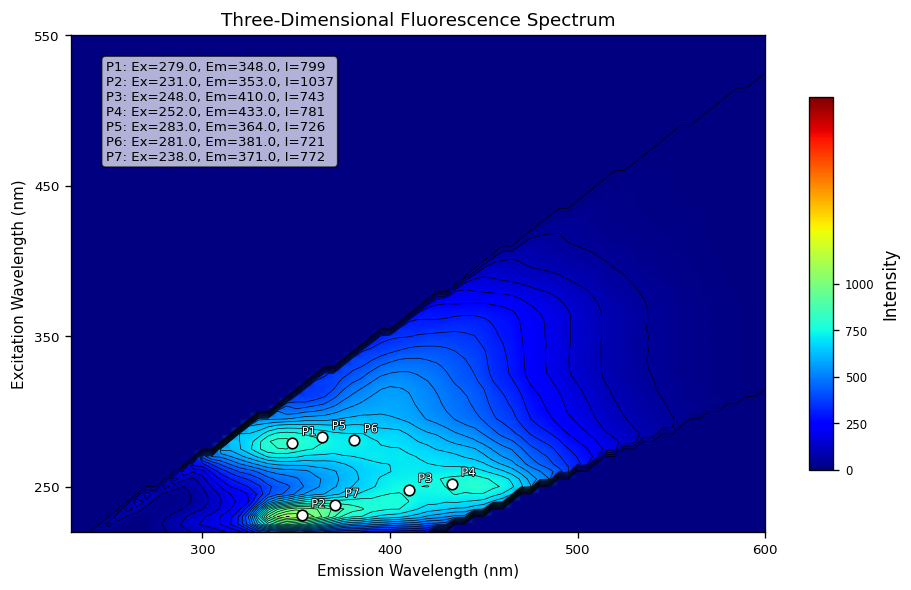 Three-Dimensional Fluorescence Spectrum
550
450
350
250
Excitation Wavelength (nm)
P1: Ex=279.0, Em=348.0, I=799
P2: Ex=231.0, Em=353.0, I=1037
P3: Ex=248.0, Em=410.0, I=743
P4: Ex=252.0, Em=433.0, I=781
P5: Ex=283.0, Em=364.0, I=726
P6: Ex=281.0, Em=381.0, I=721
P7: Ex=238.0, Em=371.0, I=772
P1
P5
P6
P3
P4
P7
P2
300
400
500
600
Emission Wavelength (nm)
1000
750
500
250
0
Intensity